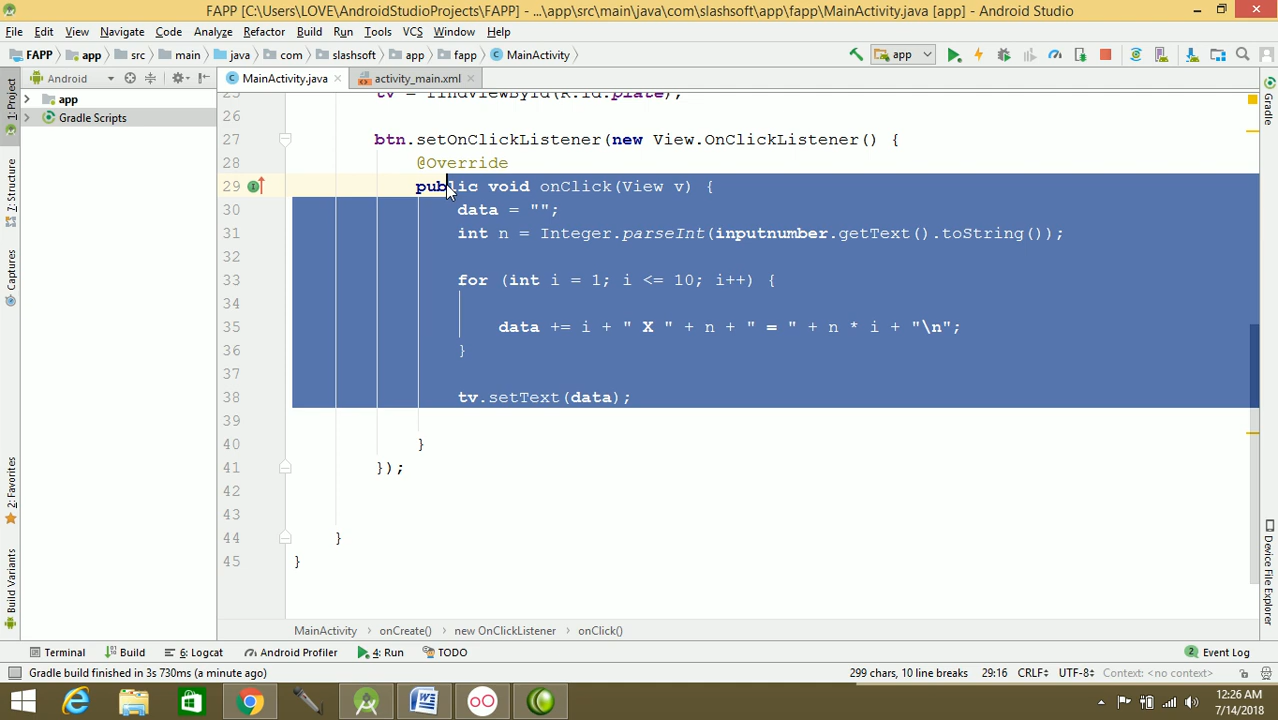 FAPP [C:\Users\LOVE\AndroidStudioProjects\FAPP] - ...\app\src\main\java\com\slashsoft\app\fapp\MainActivity.java [app] - Android Studio
File Edit View Navigate Code Analyze Refactor Build Run Tools VCS Window Help
FAPP app src main java com slashsoft app fapp MainActivity app
Android MainActivity.java activity_main.xml
1: Project
7: Structure
Captures
2: Favorites
Build Variants
app
Gradle Scripts
25 tv = findViewById(R.id.plate);
26
27 btn.setOnClickListener(new View.OnClickListener() {
28 @Override
29 public void onClick(View v) {
30 data = "";
31 int n = Integer.parseInt(inputnumber.getText().toString());
32
33 for (int i = 1; i <= 10; i++) {
34
35 data += i + " X " + n + " = " + n * i + "\n";
36 }
37
38 tv.setText(data);
39
40 }
41 });
42
43
44 }
45 }
Gradle
Device File Explorer
MainActivity onCreate() new OnClickListener onClick()
Terminal Build 6: Logcat Android Profiler 4: Run TODO 2 Event Log
Gradle build finished in 3s 730ms (a minute ago) 299 chars, 10 line breaks 29:16 CRLF UTF-8 Context: <no context>
12:26 AM
7/14/2018